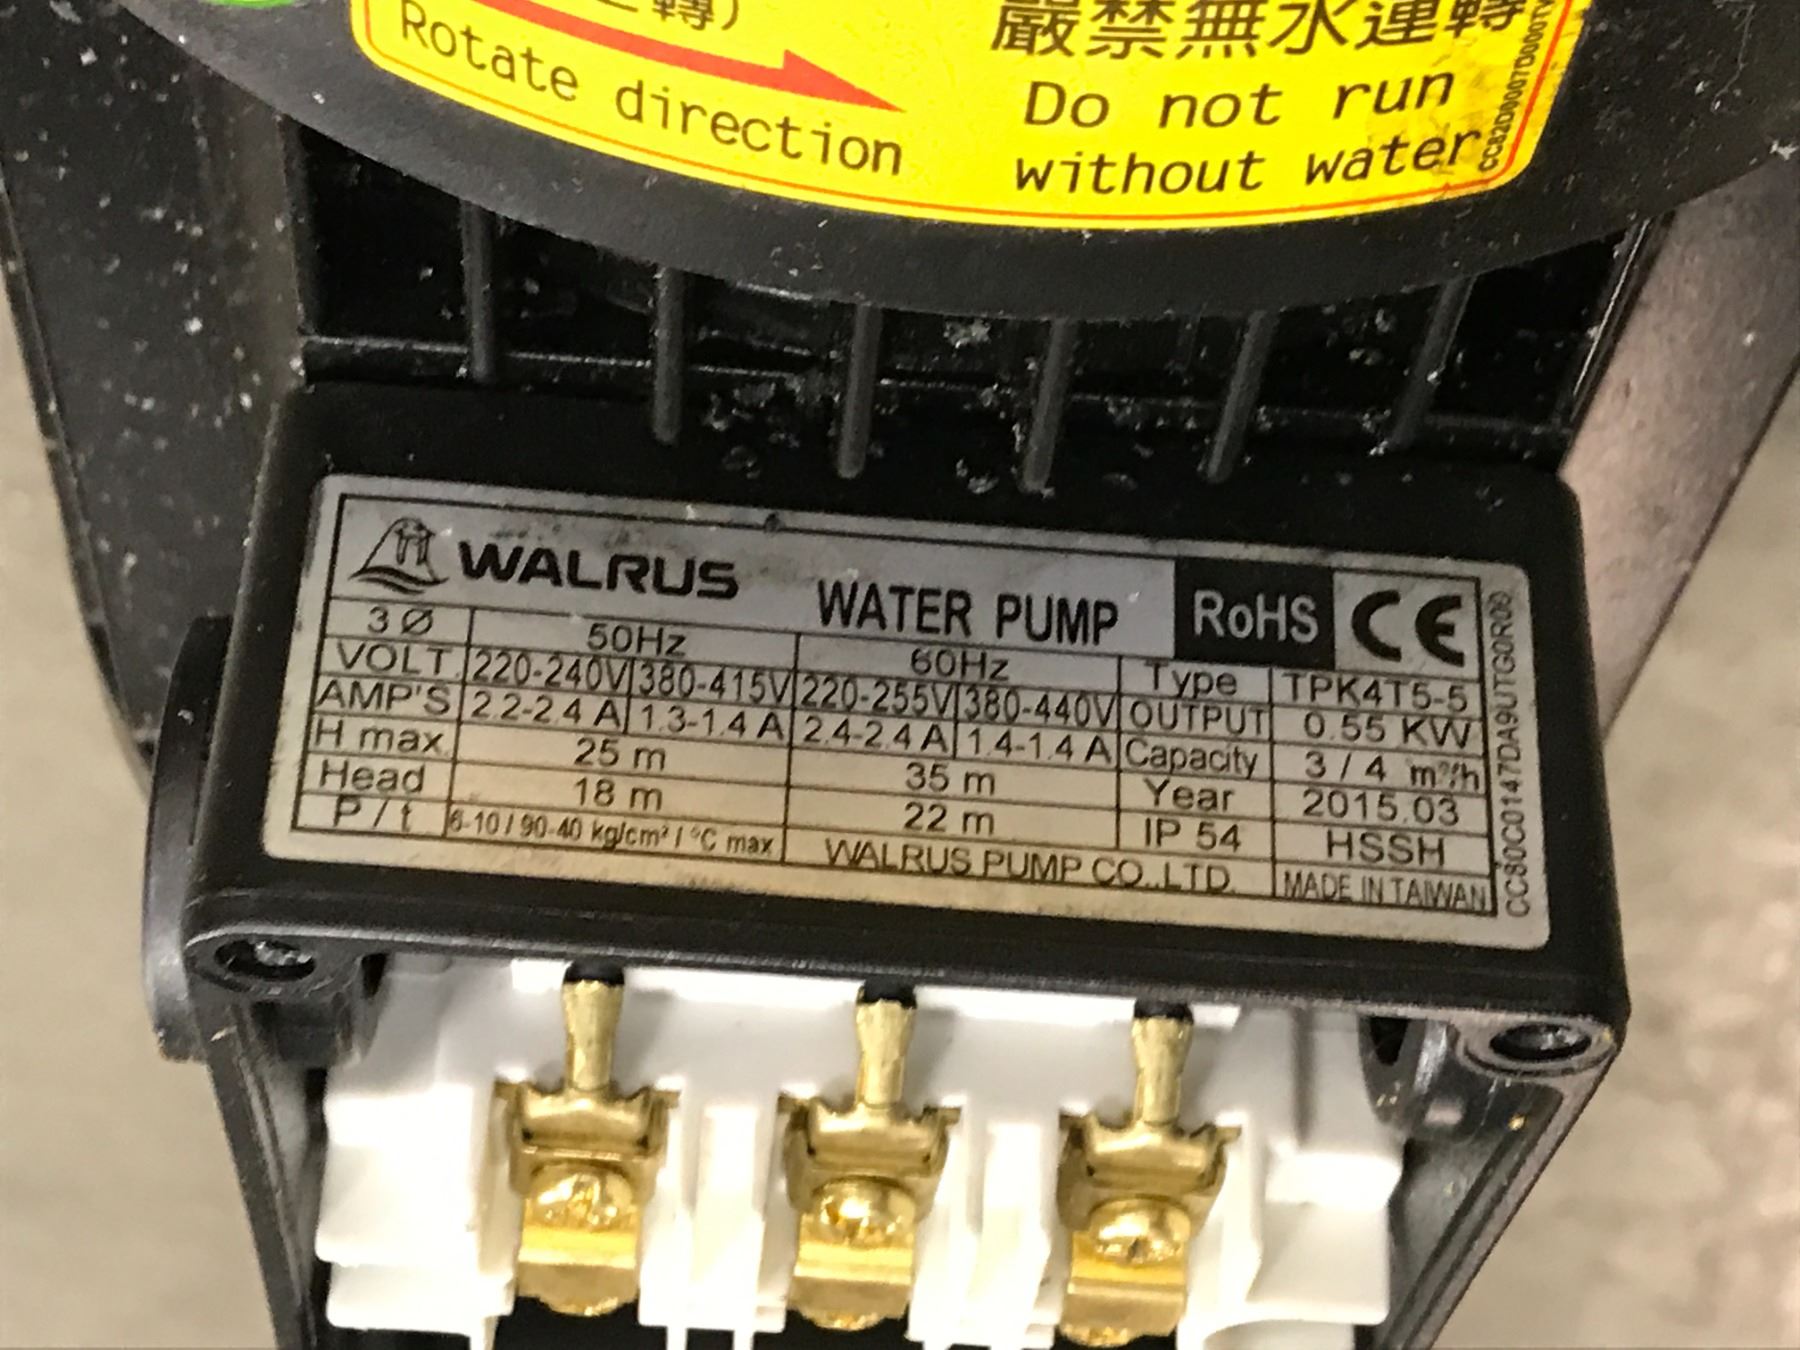 轉)
Rotate direction
嚴禁無水運轉
Do not run
without water
WALRUS WATER PUMP RoHS CE
3Ø 50Hz 60Hz Type TPK4T5-5
VOLT. 220-240V 380-415V 220-255V 380-440V OUTPUT 0.55 KW
AMP'S 2.2-2.4 A 1.3-1.4 A 2.4-2.4 A 1.4-1.4 A Capacity 3 / 4 m³/h
H max. 25 m 35 m Year 2015.03
Head 18 m 22 m IP 54 HSSH
P / t 6-10 / 90-40 kg/cm² / °C max WALRUS PUMP CO.,LTD. MADE IN TAIWAN
CC80C0147DA9UTG0R00